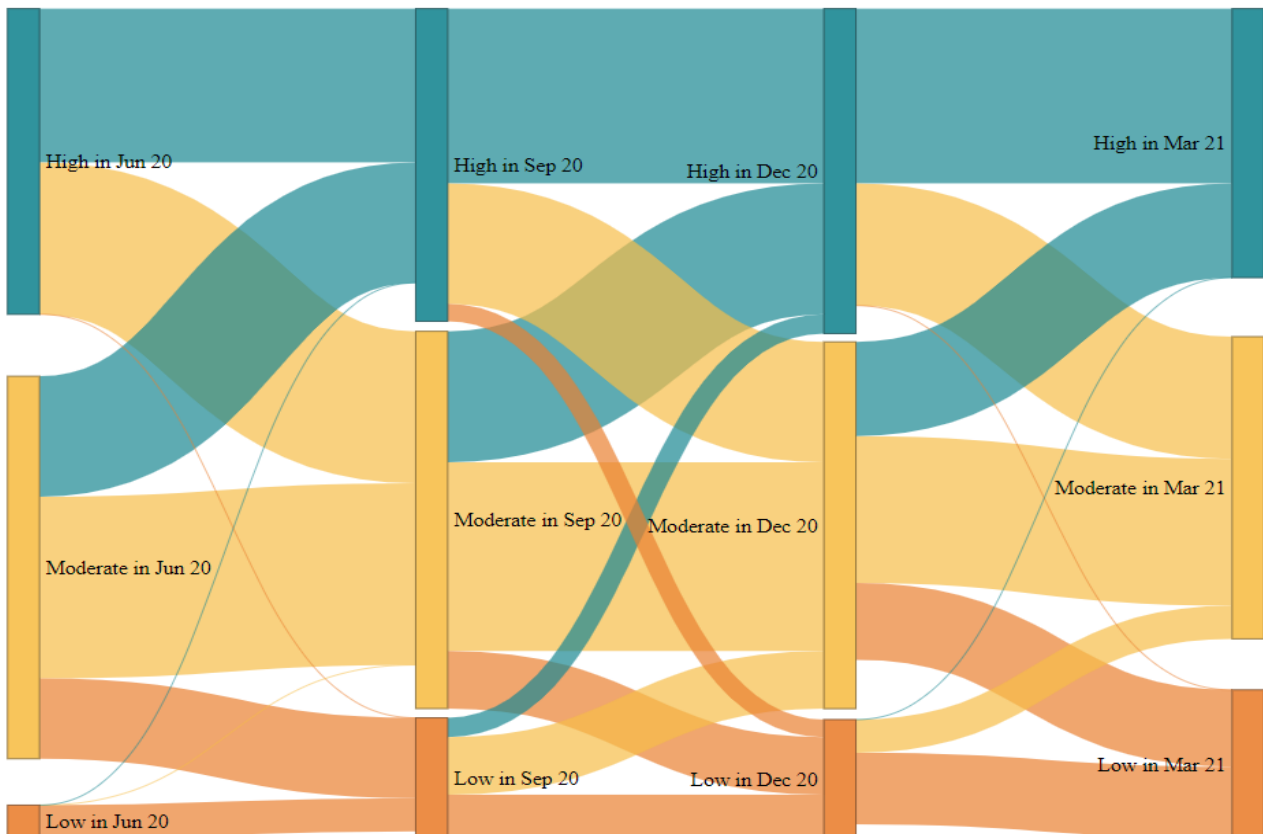 High in Jun 20
High in Sep 20
High in Dec 20
High in Mar 21
Moderate in Jun 20
Moderate in Sep 20
Moderate in Dec 20
Moderate in Mar 21
Low in Jun 20
Low in Sep 20
Low in Dec 20
Low in Mar 21